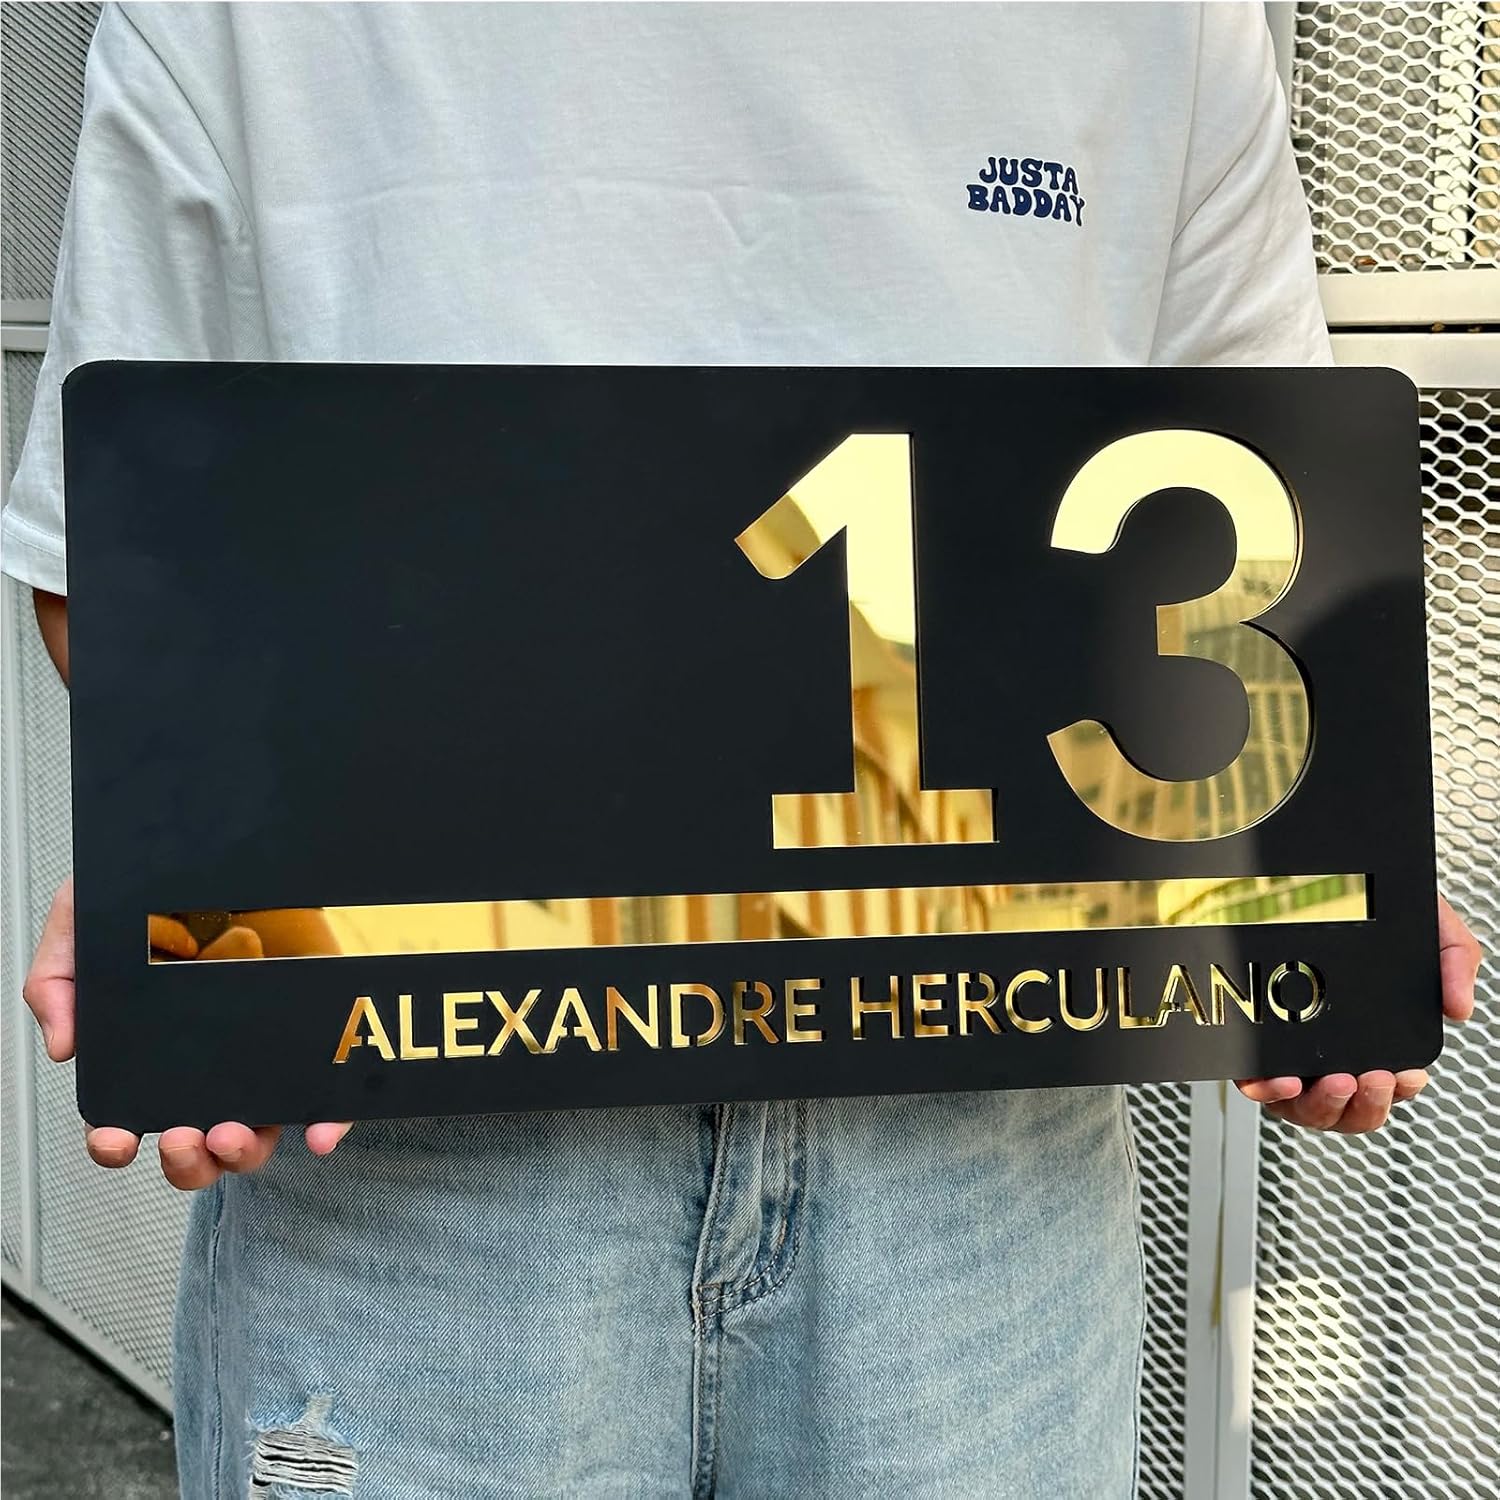 JUSTA
BADDAY
13
ALEXANDRE HERCULANO